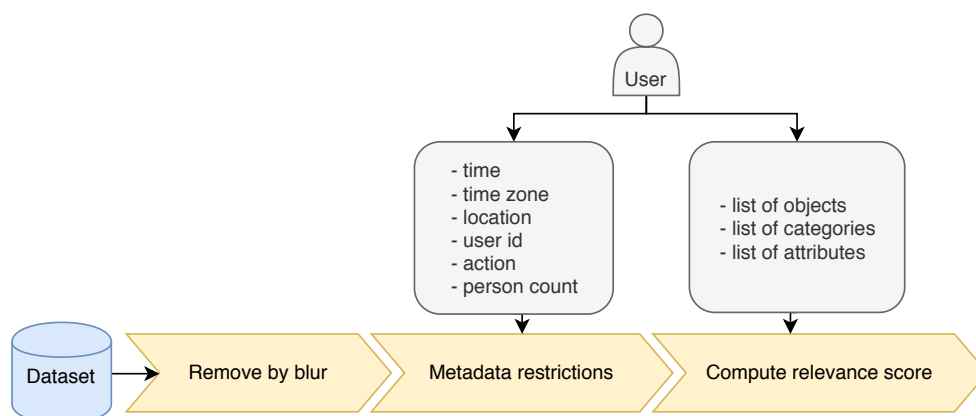 User
- time
- time zone
- location
- user id
- action
- person count
- list of objects
- list of categories
- list of attributes
Dataset
Remove by blur
Metadata restrictions
Compute relevance score